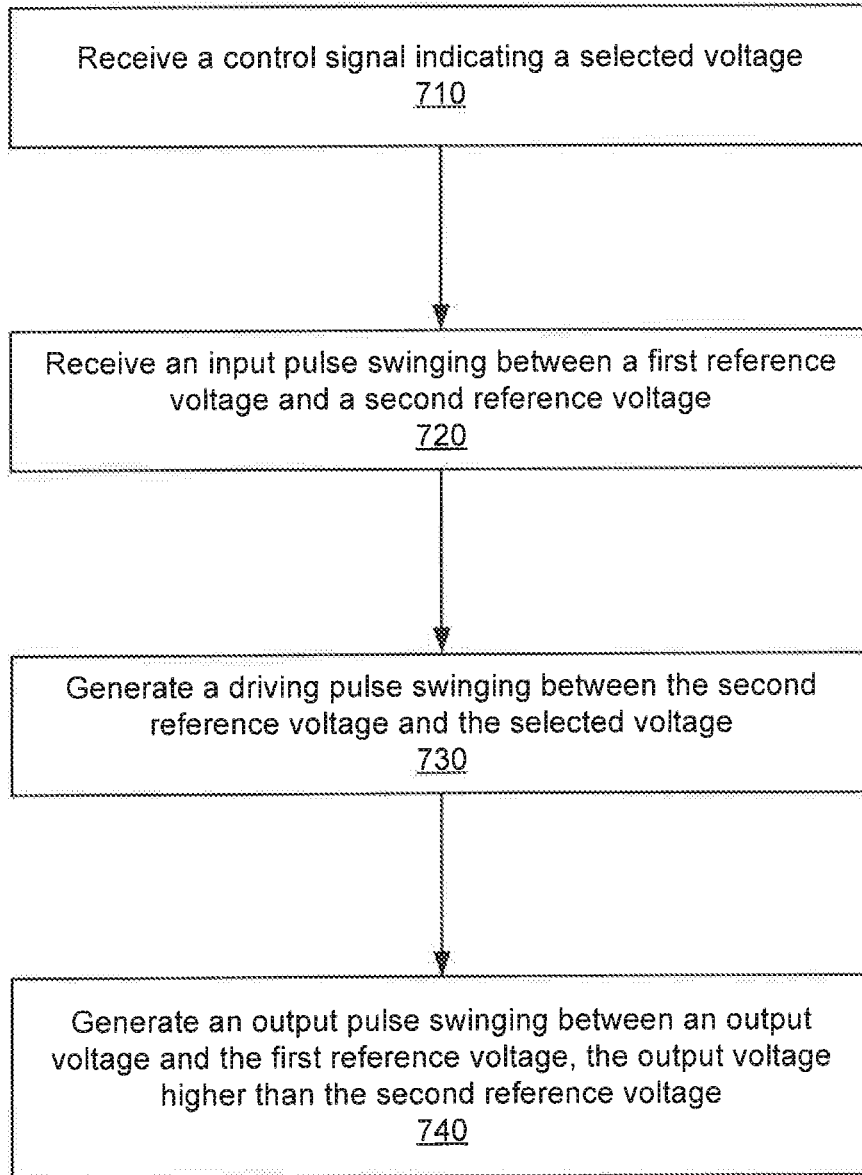 Receive a control signal indicating a selected voltage
710
Receive an input pulse swinging between a first reference
voltage and a second reference voltage
720
Generate a driving pulse swinging between the second
reference voltage and the selected voltage
730
Generate an output pulse swinging between an output
voltage and the first reference voltage, the output voltage
higher than the second reference voltage
740